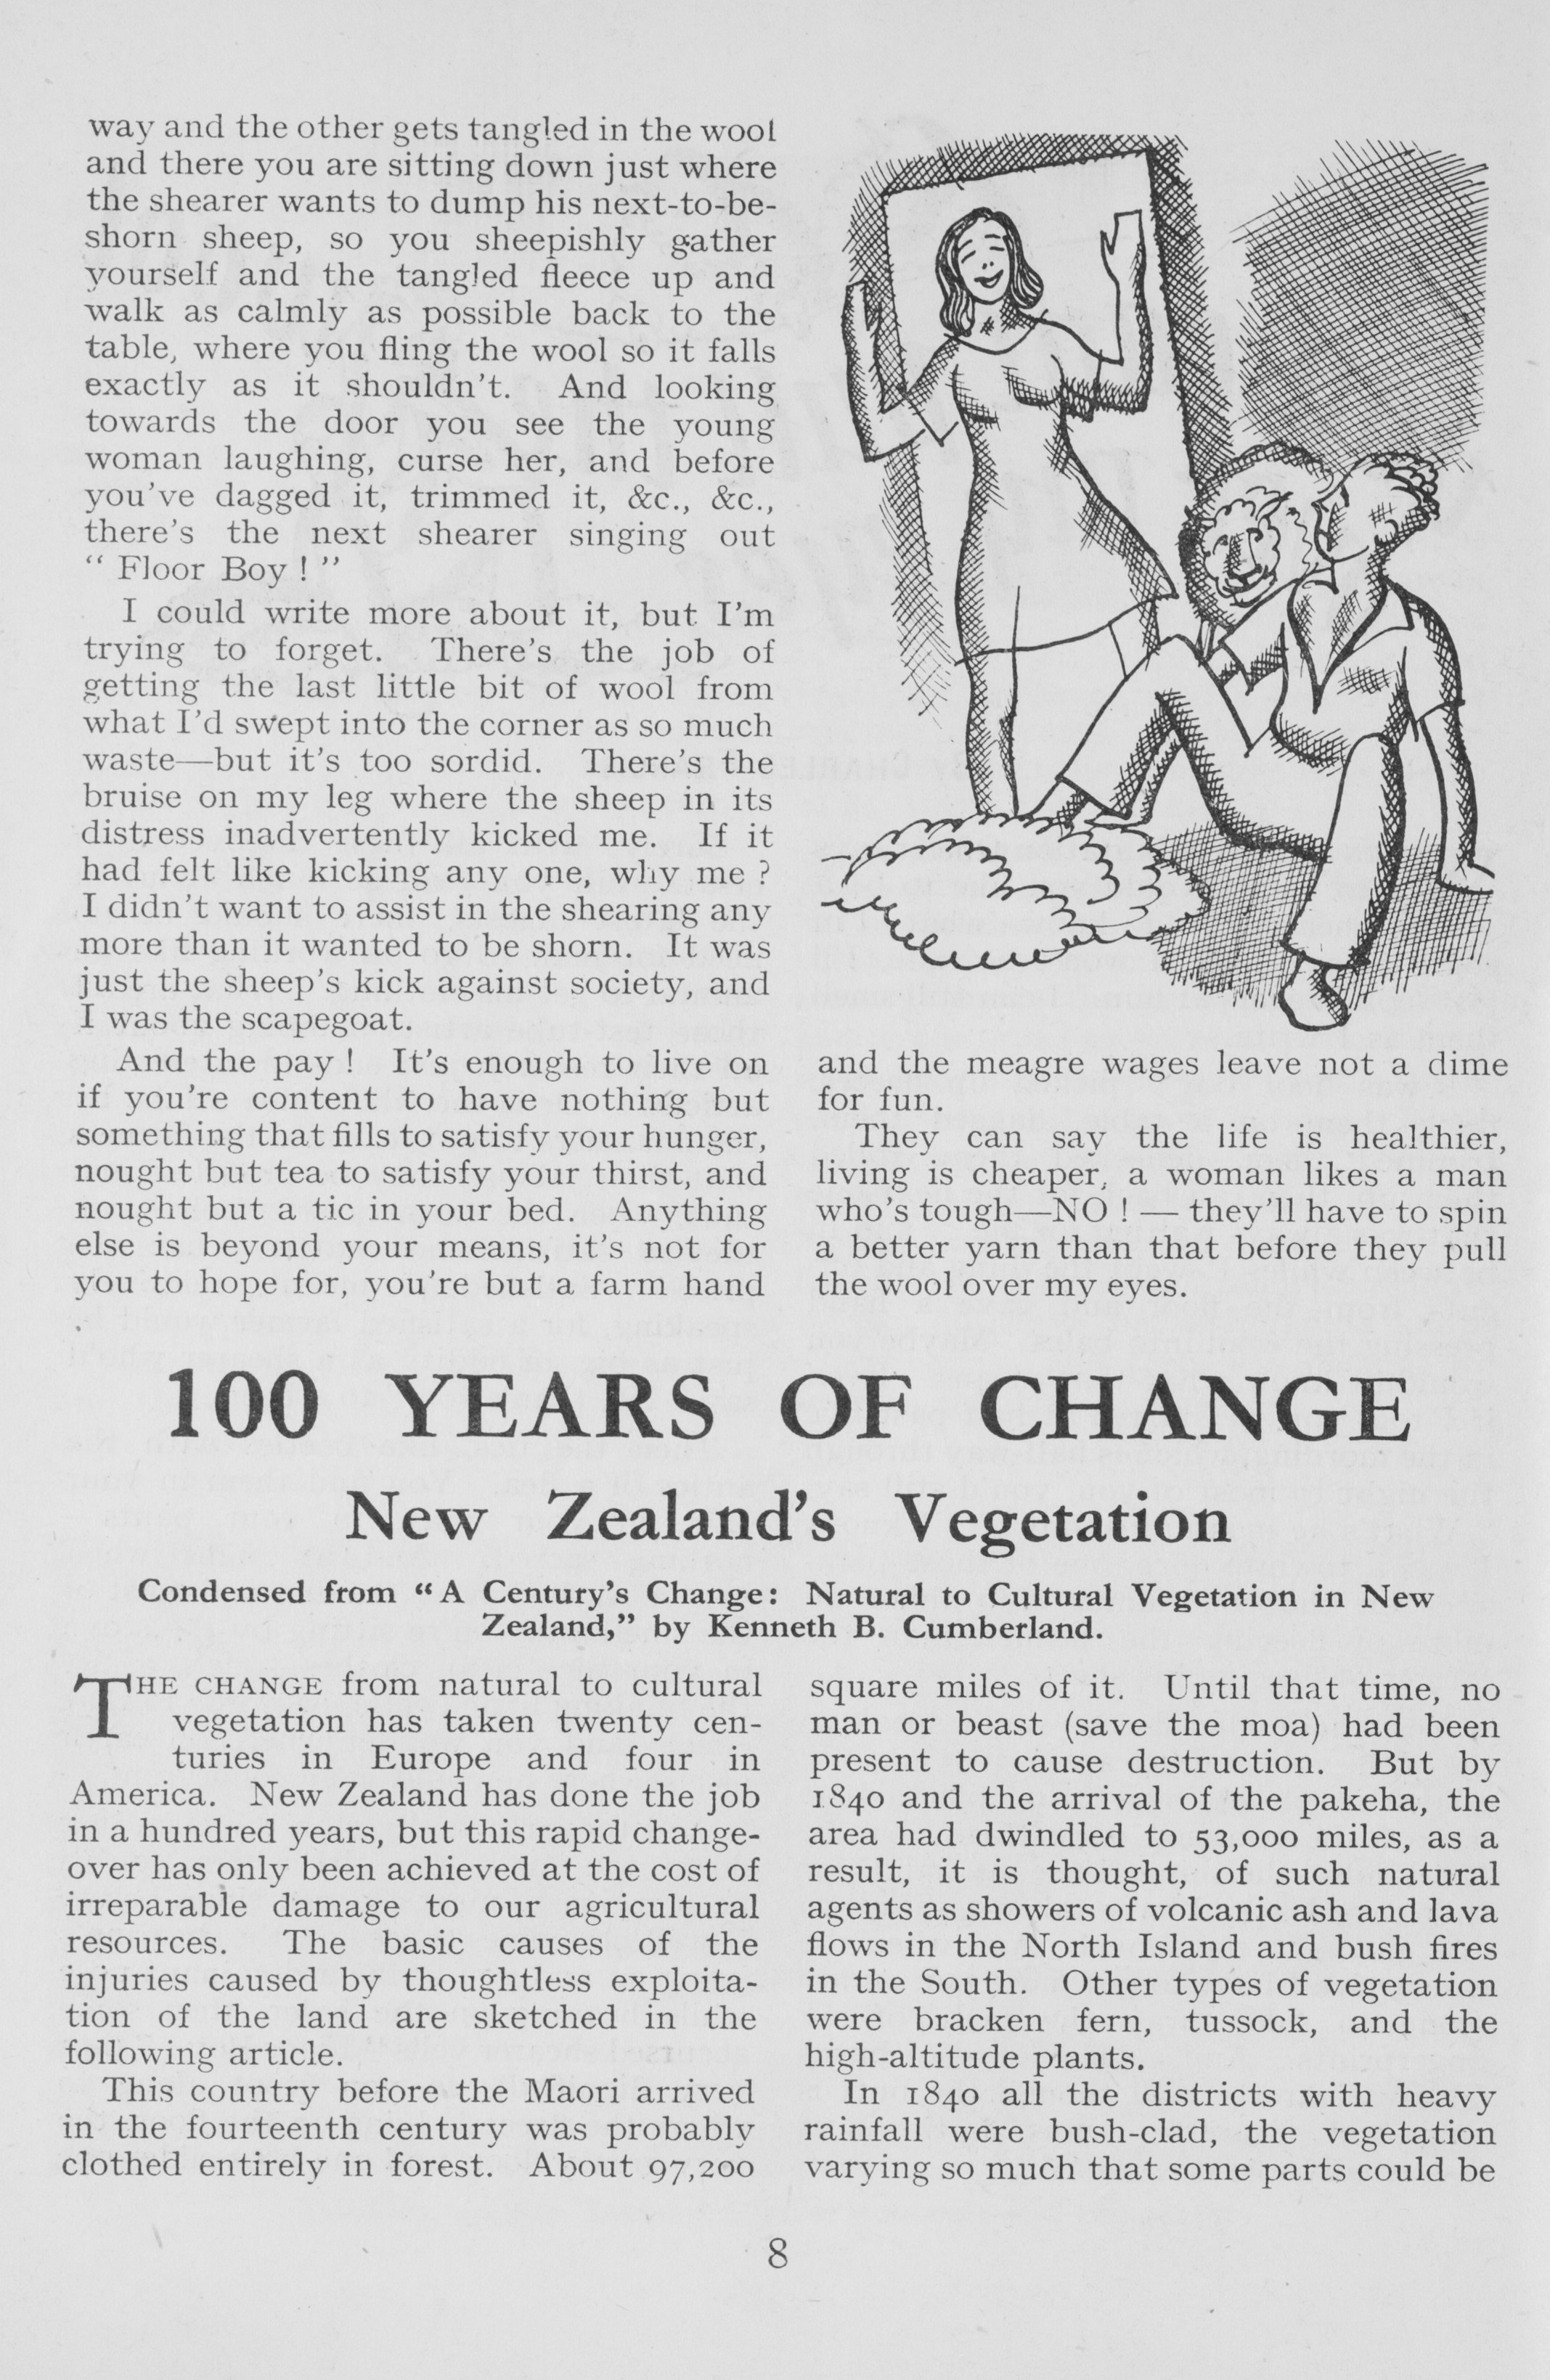 way and the other gets tangled in the wool
and there you are sitting down just where
the shearer wants to dump his next-to-be-
shorn sheep, so you sheepishly gather
yourself and the tangled fleece up and
walk as calmly as possible back to the
table, where you fling the wool so it falls
exactly as it shouldn't. And looking
towards the door you see the young
woman laughing, curse her, and before
you've dagged it, trimmed it, &c., &c.,
there's the next shearer singing out
" Floor Boy ! "
I could write more about it, but I'm
trying to forget. There's the job of
getting the last little bit of wool from
what I'd swept into the corner as so much
waste—but it's too sordid. There's the
bruise on my leg where the sheep in its
distress inadvertently kicked me. If it
had felt like kicking any one, why me ?
I didn't want to assist in the shearing any
more than it wanted to be shorn. It was
just the sheep's kick against society, and
I was the scapegoat.
And the pay ! It's enough to live on
if you're content to have nothing but
something that fills to satisfy your hunger,
nought but tea to satisfy your thirst, and
nought but a tic in your bed. Anything
else is beyond your means, it's not for
you to hope for, you're but a farm hand
and the meagre wages leave not a dime
for fun.
They can say the life is healthier,
living is cheaper, a woman likes a man
who's tough—NO ! — they'll have to spin
a better yarn than that before they pull
the wool over my eyes.
100 YEARS OF CHANGE
New Zealand's Vegetation
Condensed from "A Century's Change: Natural to Cultural Vegetation in New
Zealand," by Kenneth B. Cumberland.
THE CHANGE from natural to cultural
vegetation has taken twenty cen-
turies in Europe and four in
America. New Zealand has done the job
in a hundred years, but this rapid change-
over has only been achieved at the cost of
irreparable damage to our agricultural
resources. The basic causes of the
injuries caused by thoughtless exploita-
tion of the land are sketched in the
following article.
This country before the Maori arrived
in the fourteenth century was probably
clothed entirely in forest. About 97,200
square miles of it. Until that time, no
man or beast (save the moa) had been
present to cause destruction. But by
1840 and the arrival of the pakeha, the
area had dwindled to 53,000 miles, as a
result, it is thought, of such natural
agents as showers of volcanic ash and lava
flows in the North Island and bush fires
in the South. Other types of vegetation
were bracken fern, tussock, and the
high-altitude plants.
In 1840 all the districts with heavy
rainfall were bush-clad, the vegetation
varying so much that some parts could be
8